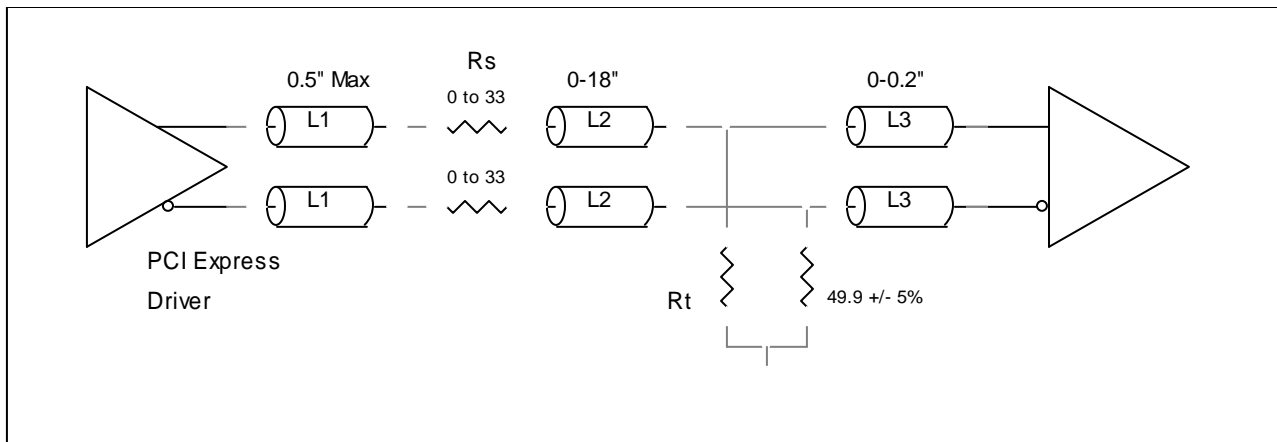 Rs
0.5" Max
0-18"
0-0.2"
0 to 33
L1
L2
L3
0 to 33
L1
L2
L3
PCI Express
Driver
Rt
49.9 +/- 5%